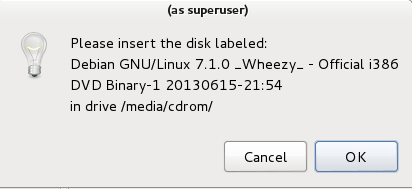 (as superuser)
Please insert the disk labeled:
Debian GNU/Linux 7.1.0 _Wheezy_ - Official i386
DVD Binary-1 20130615-21:54
in drive /media/cdrom/
Cancel
OK